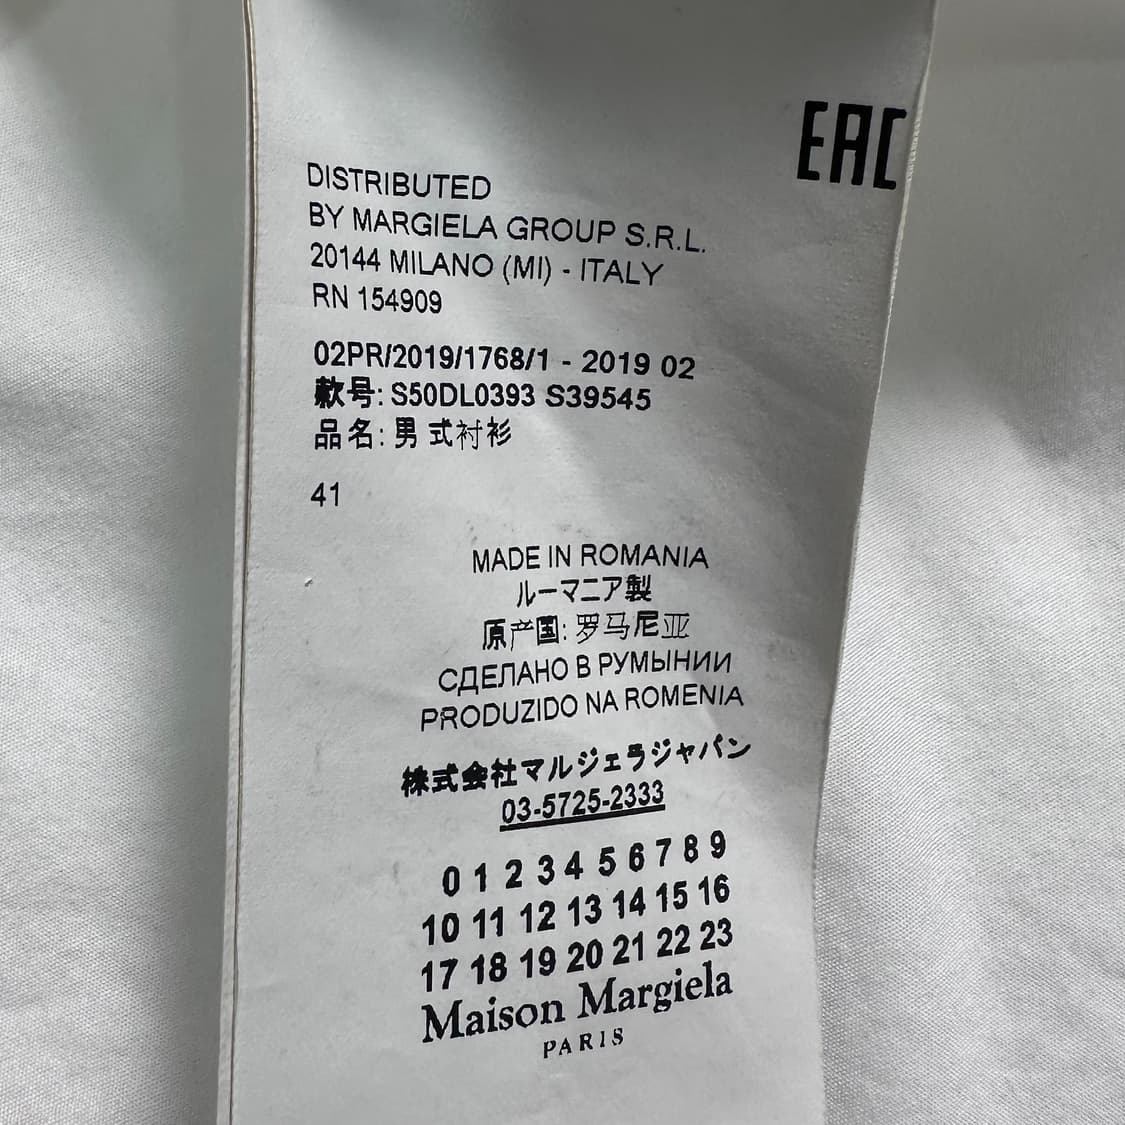 EAC
DISTRIBUTED
BY MARGIELA GROUP S.R.L.
20144 MILANO (MI) - ITALY
RN 154909
02PR/2019/1768/1 - 2019 02
款号: S50DL0393 S39545
品名: 男式衬衫
41
MADE IN ROMANIA
ルーマニア製
原产国: 罗马尼亚
СДЕЛАНО В РУМЫНИИ
PRODUZIDO NA ROMENIA
株式会社マルジェラジャパン
03-5725-2333
0 1 2 3 4 5 6 7 8 9
10 11 12 13 14 15 16
17 18 19 20 21 22 23
Maison Margiela
PARIS